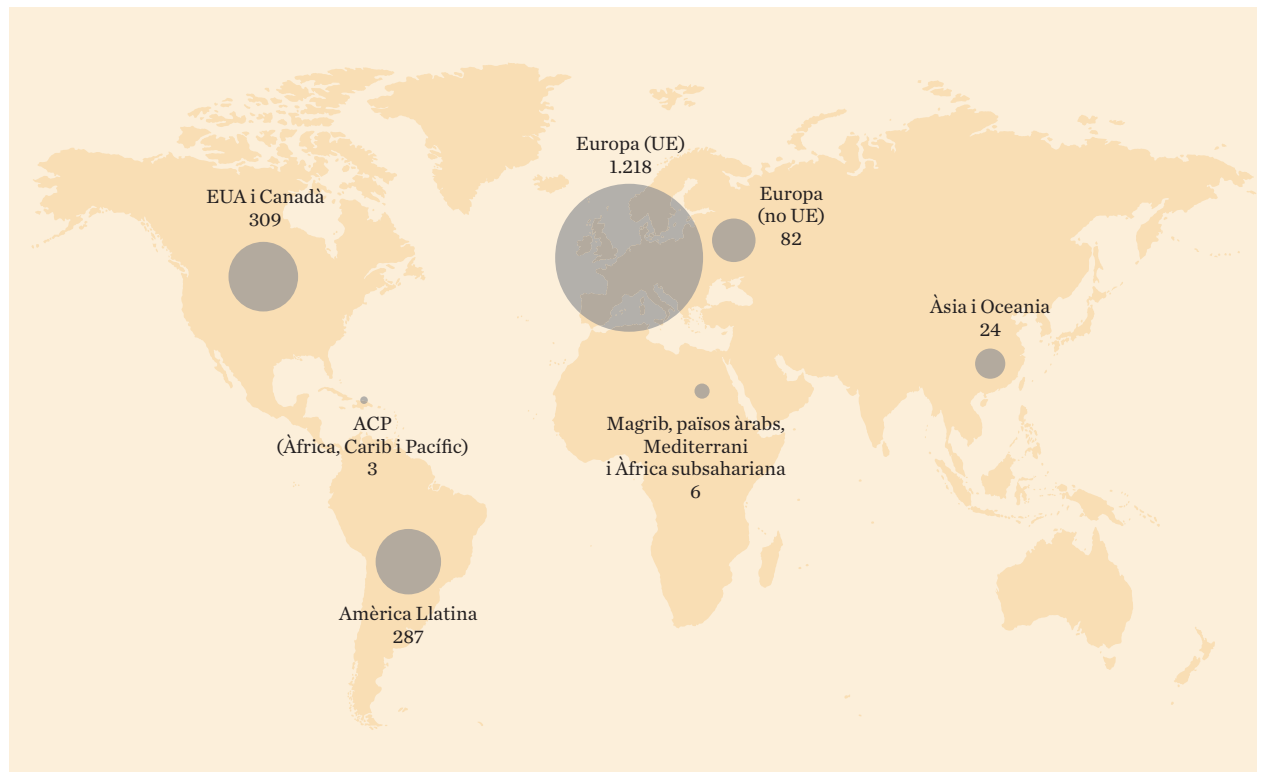 Europa (UE)
1.218
EUA i Canadà
309
Europa
(no UE)
82
Àsia i Oceania
24
ACP
(Àfrica, Carib i Pacífic)
3
Magrib, països àrabs,
Mediterrani
i Àfrica subsahariana
6
Amèrica Llatina
287